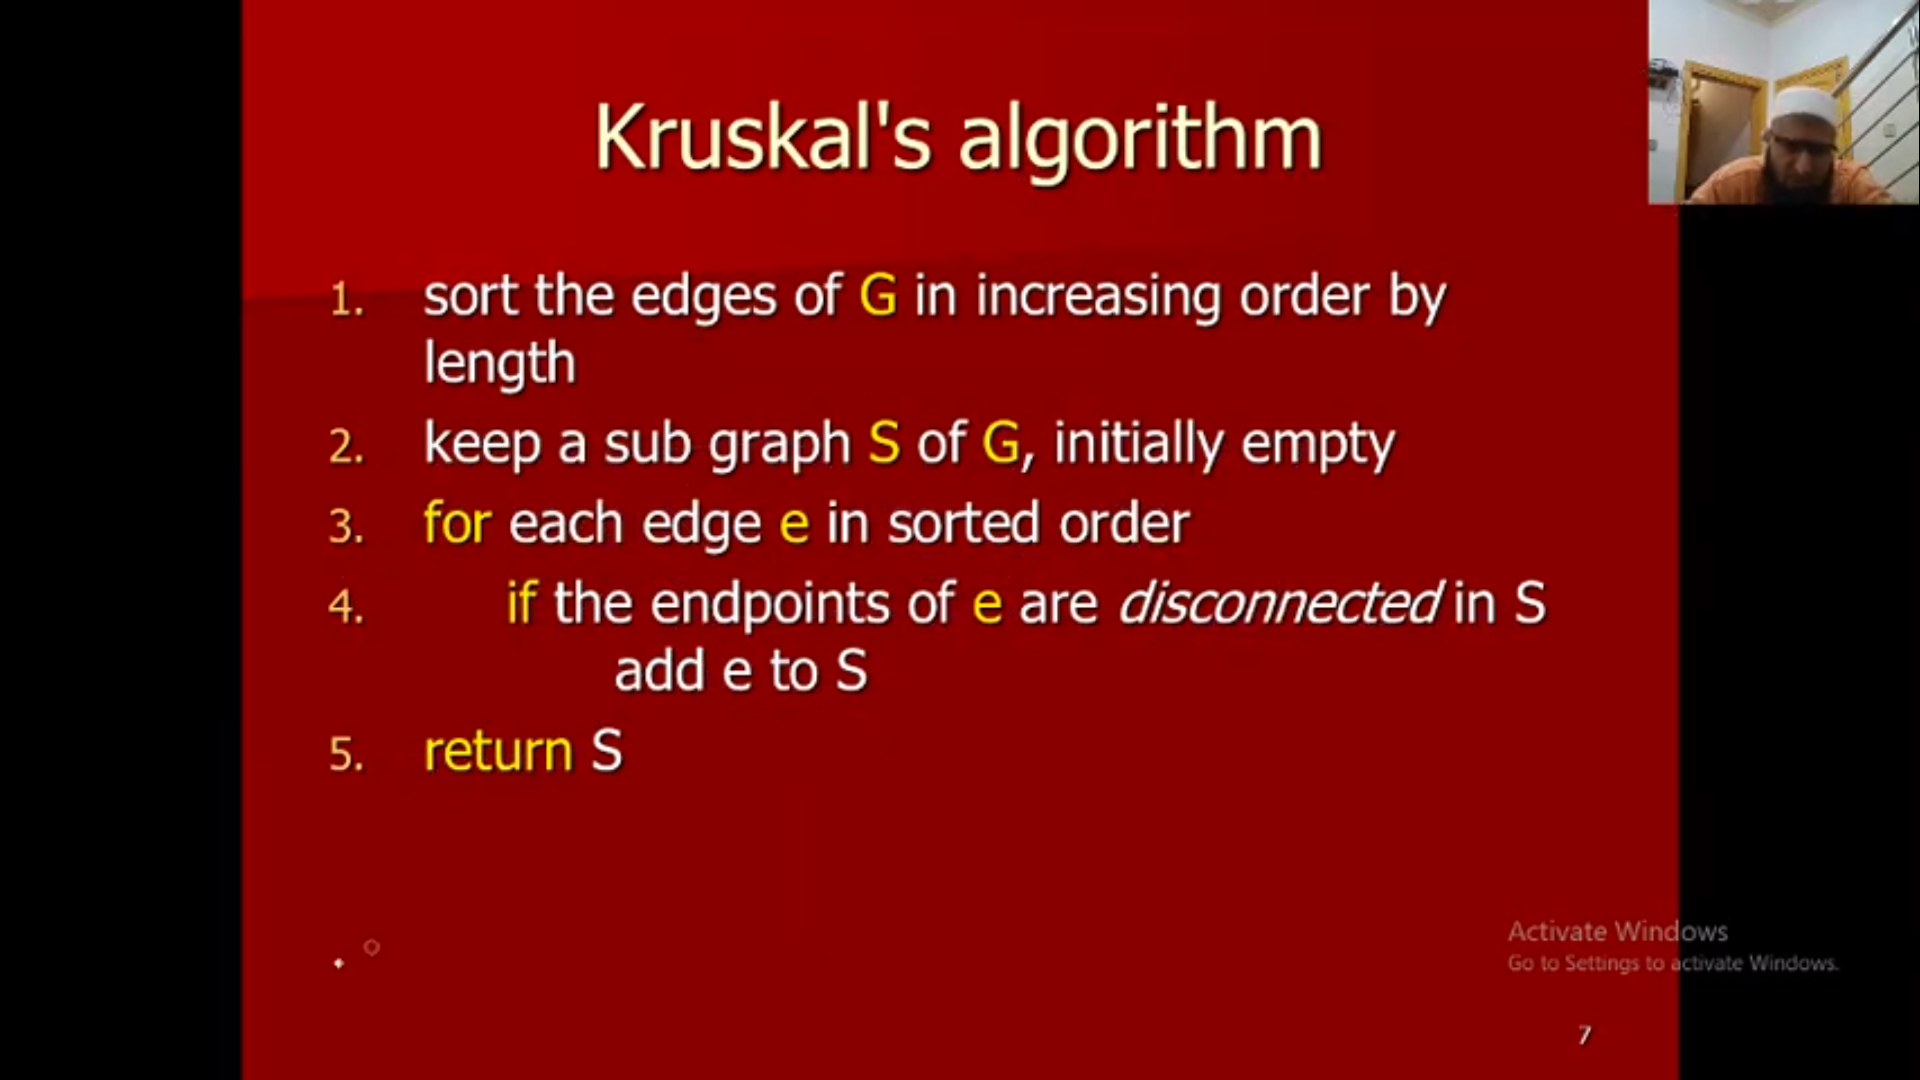 Kruskal's algorithm
1. sort the edges of G in increasing order by
length
2. keep a sub graph S of G, initially empty
3. for each edge e in sorted order
4. if the endpoints of e are disconnected in S
add e to S
5. return S
Activate Windows
Go to Settings to activate Windows.
7